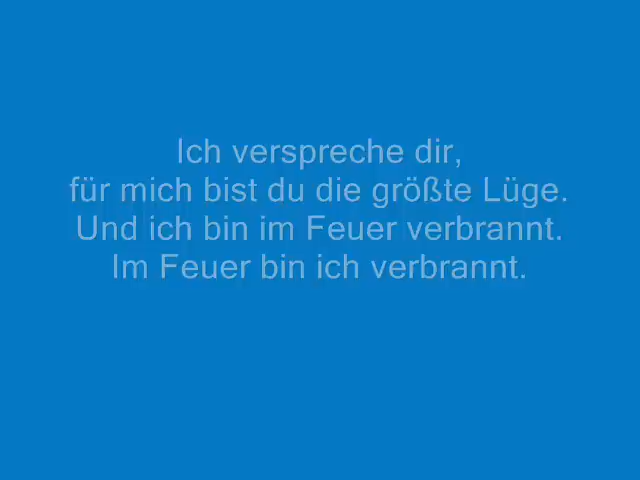 Ich verspreche dir,
für mich bist du die größte Lüge.
Und ich bin im Feuer verbrannt.
Im Feuer bin ich verbrannt.